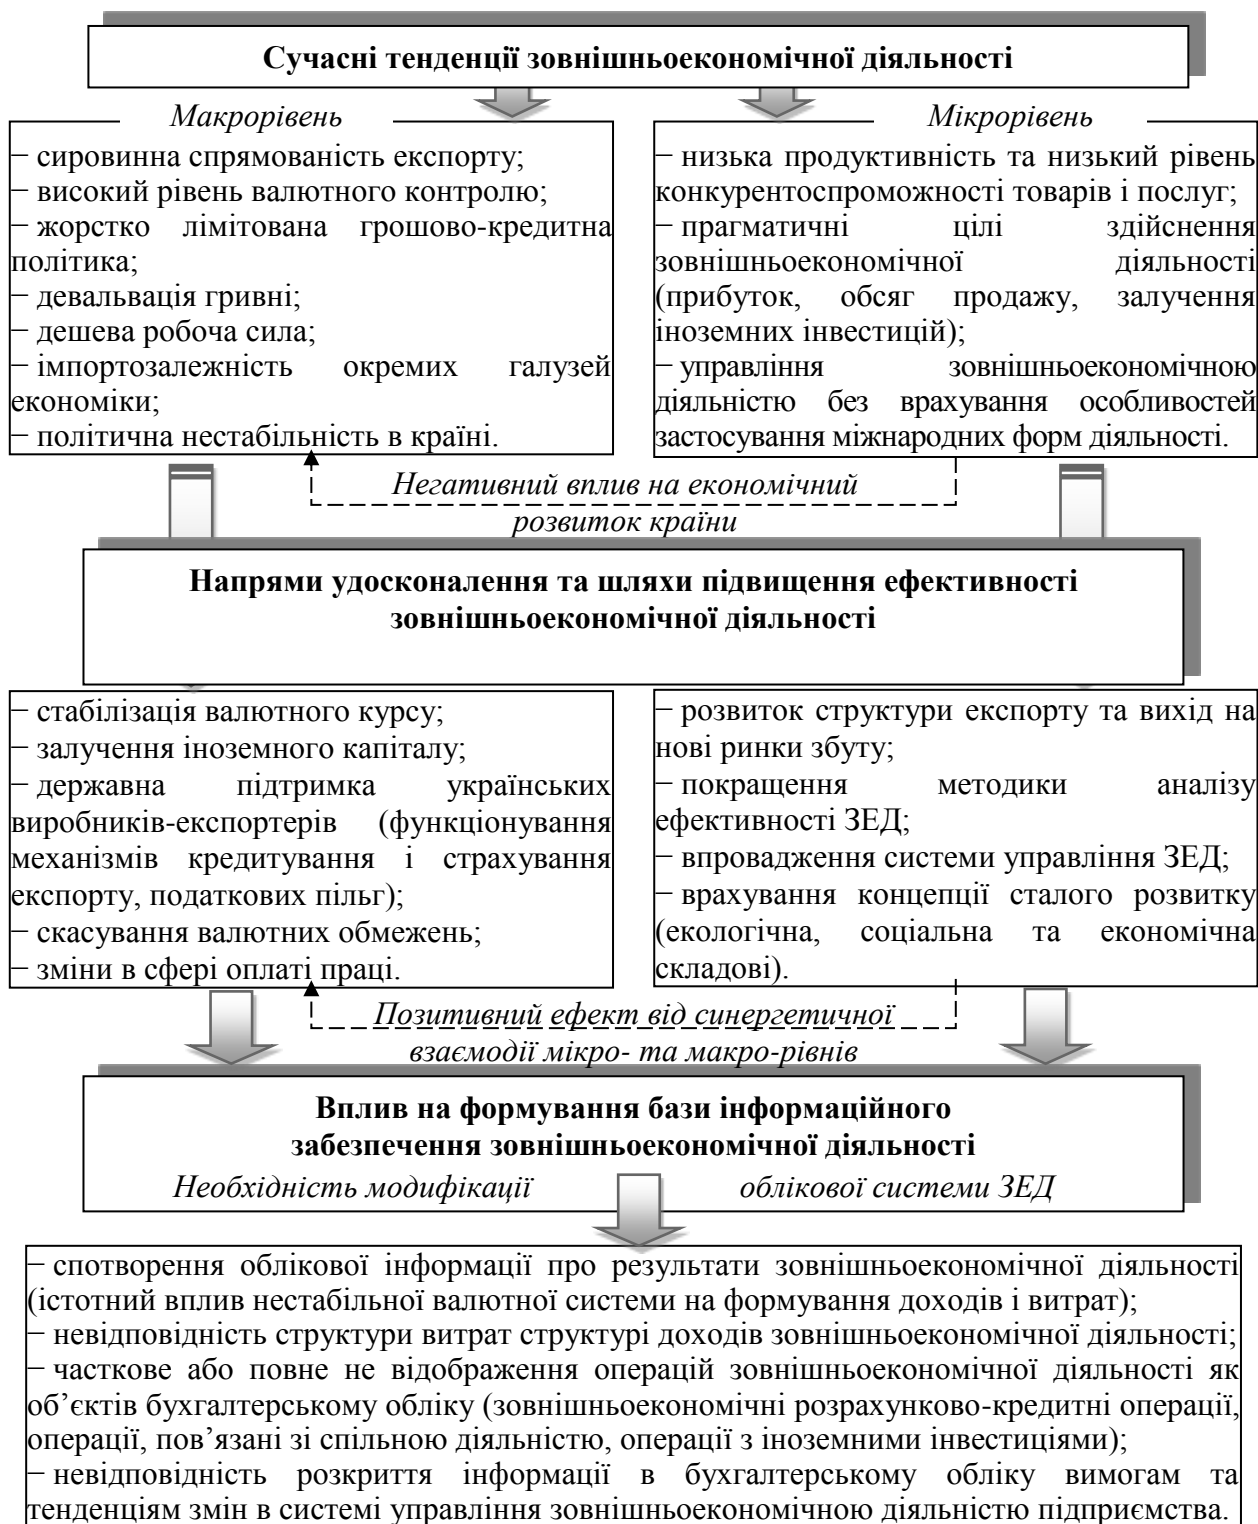 Сучасні тенденції зовнішньоекономічної діяльності
Макрорівень
− сировинна спрямованість експорту;
− високий рівень валютного контролю;
− жорстко лімітована грошово-кредитна
політика;
− девальвація гривні;
− дешева робоча сила;
− імпортозалежність окремих галузей
економіки;
− політична нестабільність в країні.
Мікрорівень
− низька продуктивність та низький рівень
конкурентоспроможності товарів і послуг;
− прагматичні цілі здійснення
зовнішньоекономічної діяльності
(прибуток, обсяг продажу, залучення
іноземних інвестицій);
− управління зовнішньоекономічною
діяльністю без врахування особливостей
застосування міжнародних форм діяльності.
Негативний вплив на економічний
розвиток країни
Напрями удосконалення та шляхи підвищення ефективності
зовнішньоекономічної діяльності
− стабілізація валютного курсу;
− залучення іноземного капіталу;
− державна підтримка українських
виробників-експортерів (функціонування
механізмів кредитування і страхування
експорту, податкових пільг);
− скасування валютних обмежень;
− зміни в сфері оплаті праці.
− розвиток структури експорту та вихід на
нові ринки збуту;
− покращення методики аналізу
ефективності ЗЕД;
− впровадження системи управління ЗЕД;
− врахування концепції сталого розвитку
(екологічна, соціальна та економічна
складові).
Позитивний ефект від синергетичної
взаємодії мікро- та макро-рівнів
Вплив на формування бази інформаційного
забезпечення зовнішньоекономічної діяльності
Необхідність модифікації облікової системи ЗЕД
− спотворення облікової інформації про результати зовнішньоекономічної діяльності
(істотний вплив нестабільної валютної системи на формування доходів і витрат);
− невідповідність структури витрат структурі доходів зовнішньоекономічної діяльності;
− часткове або повне не відображення операцій зовнішньоекономічної діяльності як
об’єктів бухгалтерському обліку (зовнішньоекономічні розрахунково-кредитні операції,
операції, пов’язані зі спільною діяльністю, операції з іноземними інвестиціями);
− невідповідність розкриття інформації в бухгалтерському обліку вимогам та
тенденціям змін в системі управління зовнішньоекономічною діяльністю підприємства.